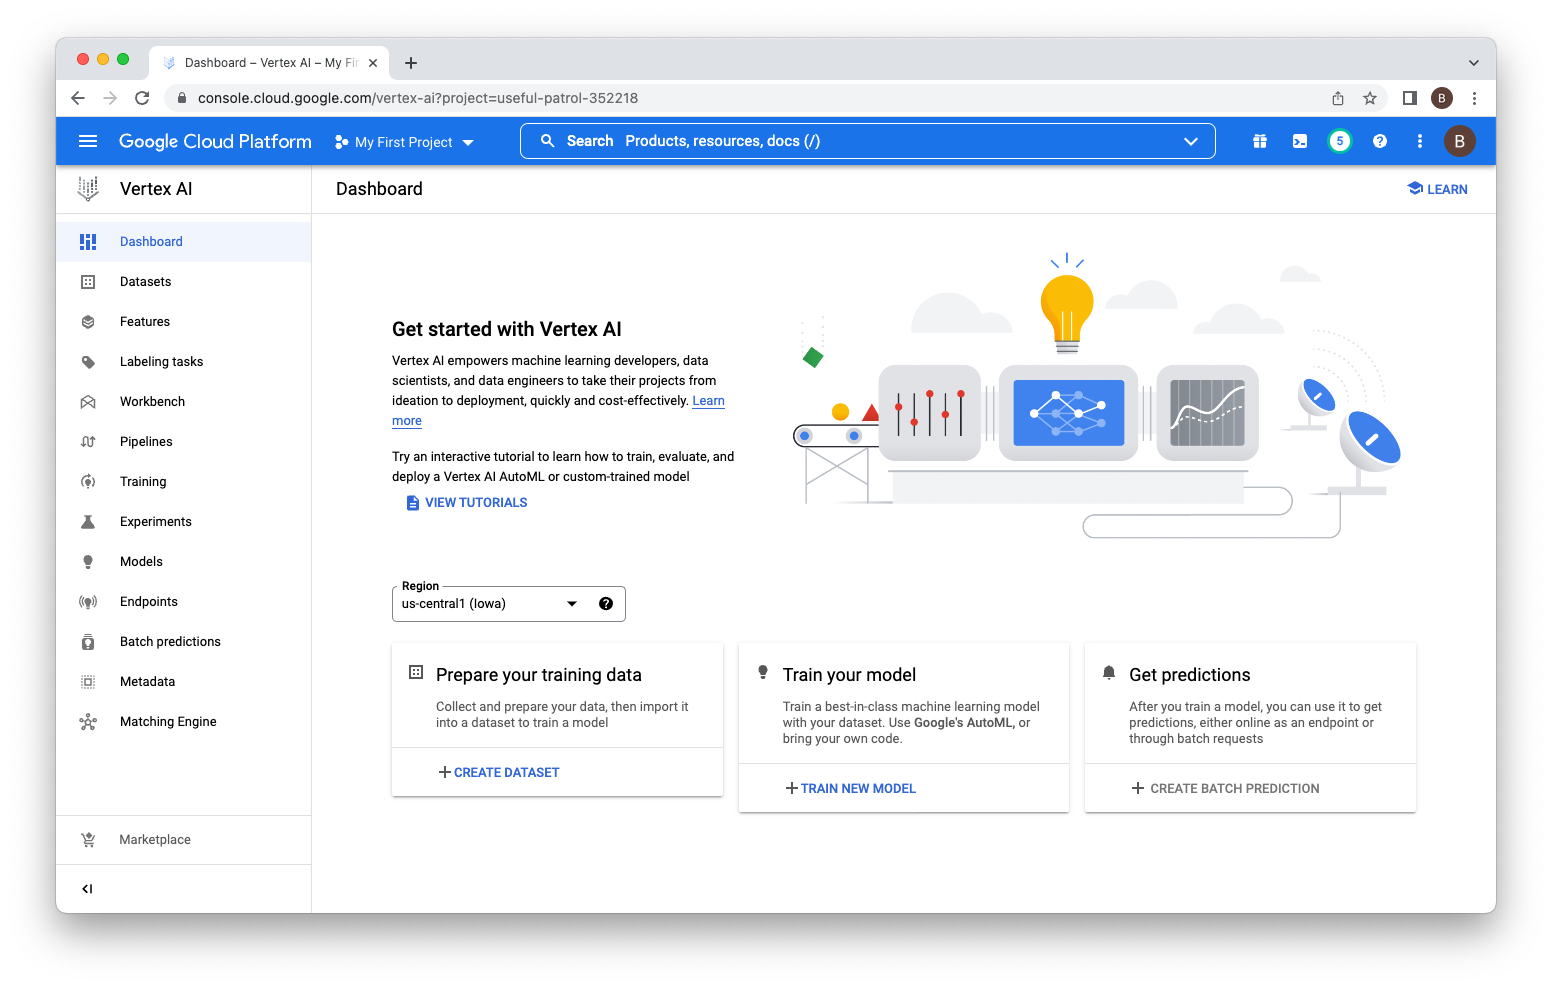 Dashboard – Vertex AI – My Fir
console.cloud.google.com/vertex-ai?project=useful-patrol-352218
B
Google Cloud Platform
My First Project
Search Products, resources, docs (/)
5
B
Vertex AI
Dashboard
LEARN
Dashboard
Datasets
Features
Labeling tasks
Workbench
Pipelines
Training
Experiments
Models
Endpoints
Batch predictions
Metadata
Matching Engine
Marketplace
Get started with Vertex AI
Vertex AI empowers machine learning developers, data
scientists, and data engineers to take their projects from
ideation to deployment, quickly and cost-effectively. Learn
more
Try an interactive tutorial to learn how to train, evaluate, and
deploy a Vertex AI AutoML or custom-trained model
VIEW TUTORIALS
Region
us-central1 (Iowa)
Prepare your training data
Collect and prepare your data, then import it
into a dataset to train a model
CREATE DATASET
Train your model
Train a best-in-class machine learning model
with your dataset. Use Google's AutoML, or
bring your own code.
TRAIN NEW MODEL
Get predictions
After you train a model, you can use it to get
predictions, either online as an endpoint or
through batch requests
CREATE BATCH PREDICTION